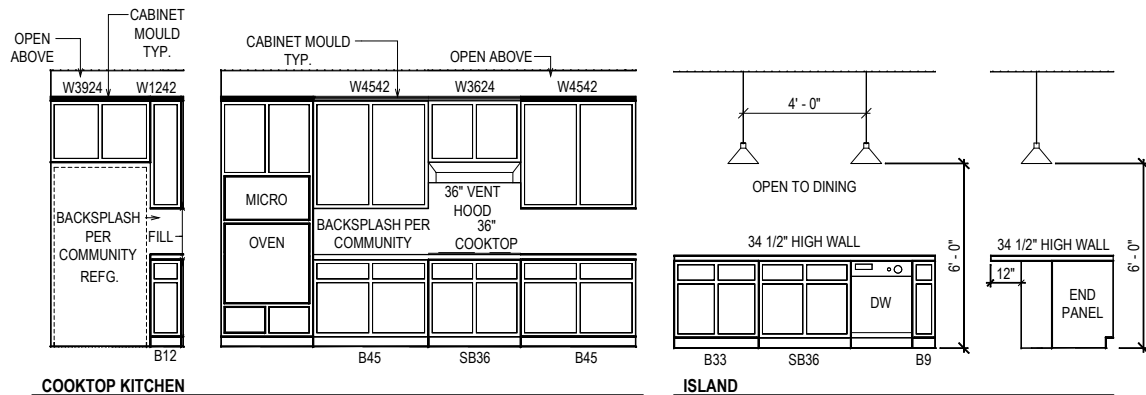 CABINET
MOULD
TYP.
OPEN
ABOVE
W3924
W1242
BACKSPLASH
PER
COMMUNITY
REFG.
FILL
B12
CABINET MOULD
TYP.
OPEN ABOVE
W4542
W3624
W4542
MICRO
OVEN
36" VENT
HOOD
36"
COOKTOP
BACKSPLASH PER
COMMUNITY
B45
SB36
B45
COOKTOP KITCHEN
4' - 0"
OPEN TO DINING
34 1/2" HIGH WALL
6' - 0"
DW
B33
SB36
B9
34 1/2" HIGH WALL
12"
END
PANEL
6' - 0"
ISLAND